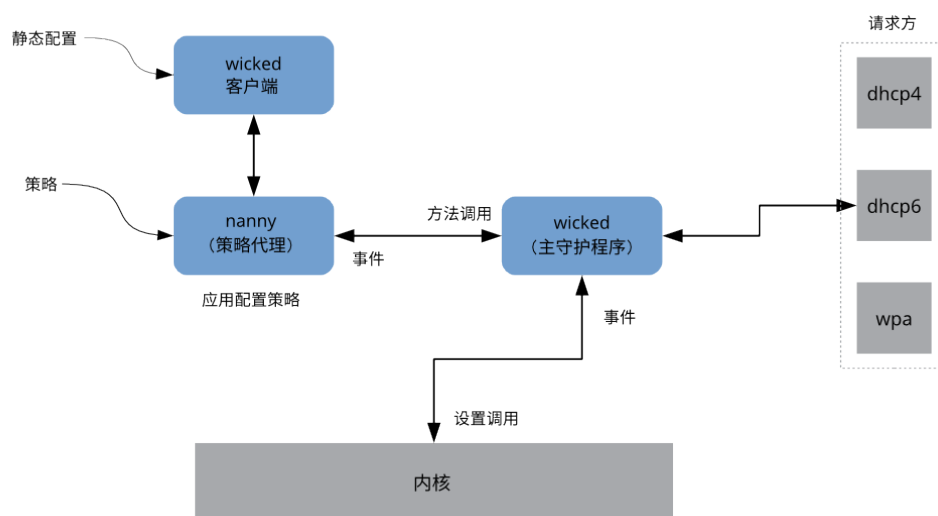 请求方
静态配置
wicked
客户端
dhcp4
策略
nanny
（策略代理）
方法调用
事件
wicked
（主守护程序）
dhcp6
应用配置策略
事件
wpa
设置调用
内核